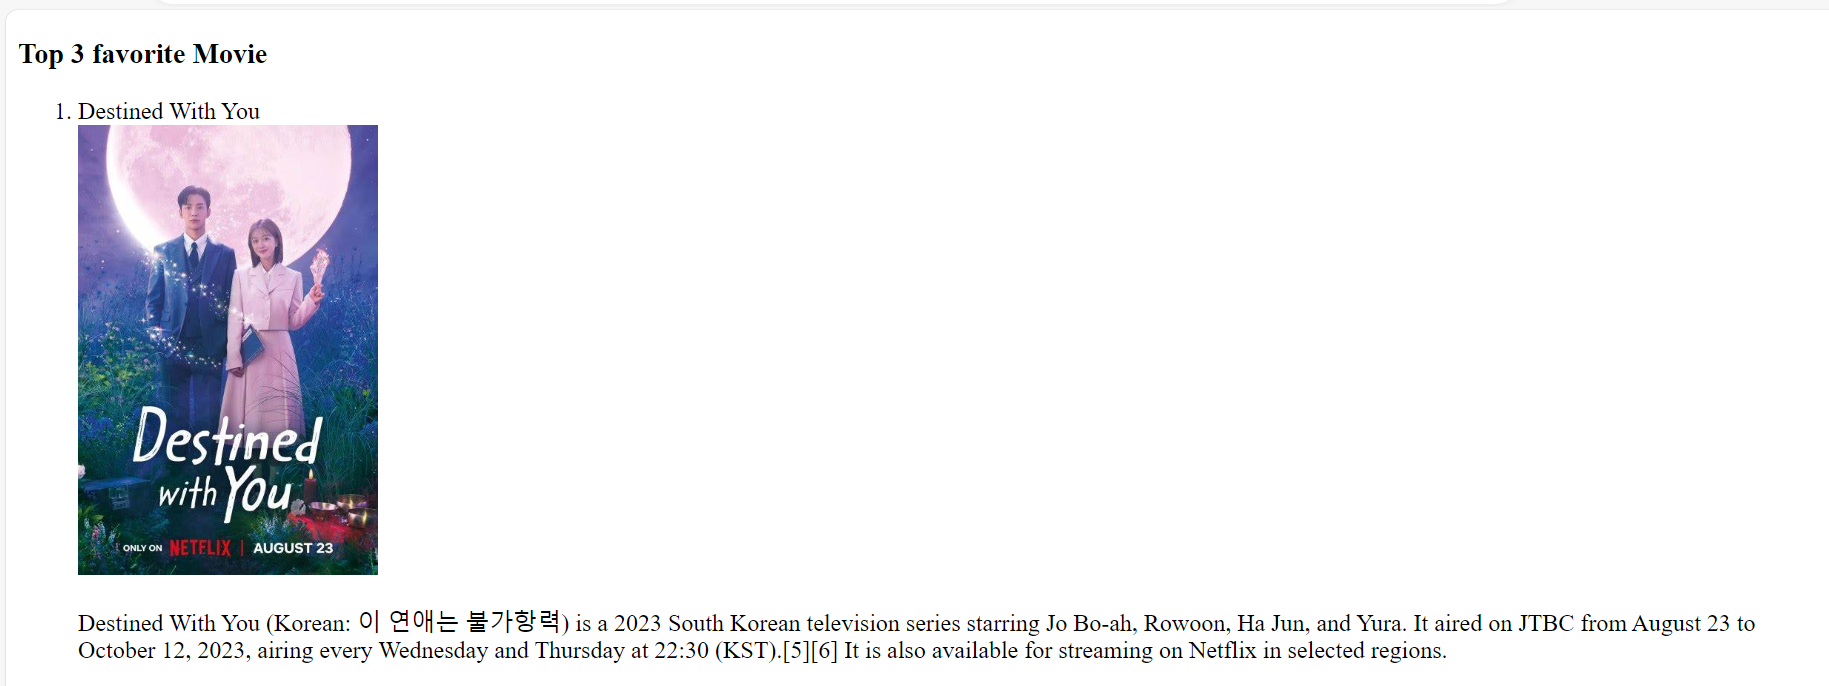 Top 3 favorite Movie
1. Destined With You
Destined
with You
ONLY ON NETFLIX | AUGUST 23
Destined With You (Korean: 이 연애는 불가항력) is a 2023 South Korean television series starring Jo Bo-ah, Rowoon, Ha Jun, and Yura. It aired on JTBC from August 23 to
October 12, 2023, airing every Wednesday and Thursday at 22:30 (KST).[5][6] It is also available for streaming on Netflix in selected regions.